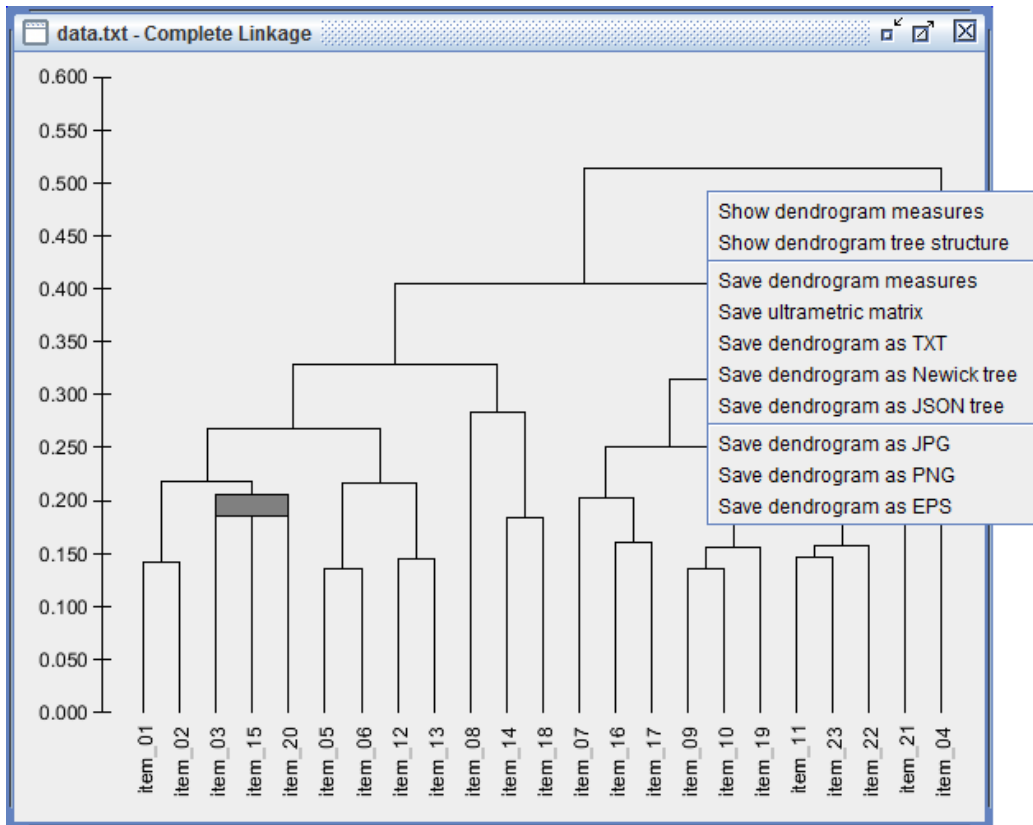 data.txt - Complete Linkage
0.600
0.550
0.500
0.450
0.400
0.350
0.300
0.250
0.200
0.150
0.100
0.050
0.000
Show dendrogram measures
Show dendrogram tree structure
Save dendrogram measures
Save ultrametric matrix
Save dendrogram as TXT
Save dendrogram as Newick tree
Save dendrogram as JSON tree
Save dendrogram as JPG
Save dendrogram as PNG
Save dendrogram as EPS
item_01
item_02
item_03
item_15
item_20
item_05
item_06
item_12
item_13
item_08
item_14
item_18
item_07
item_16
item_17
item_09
item_10
item_19
item_11
item_23
item_22
item_21
item_04